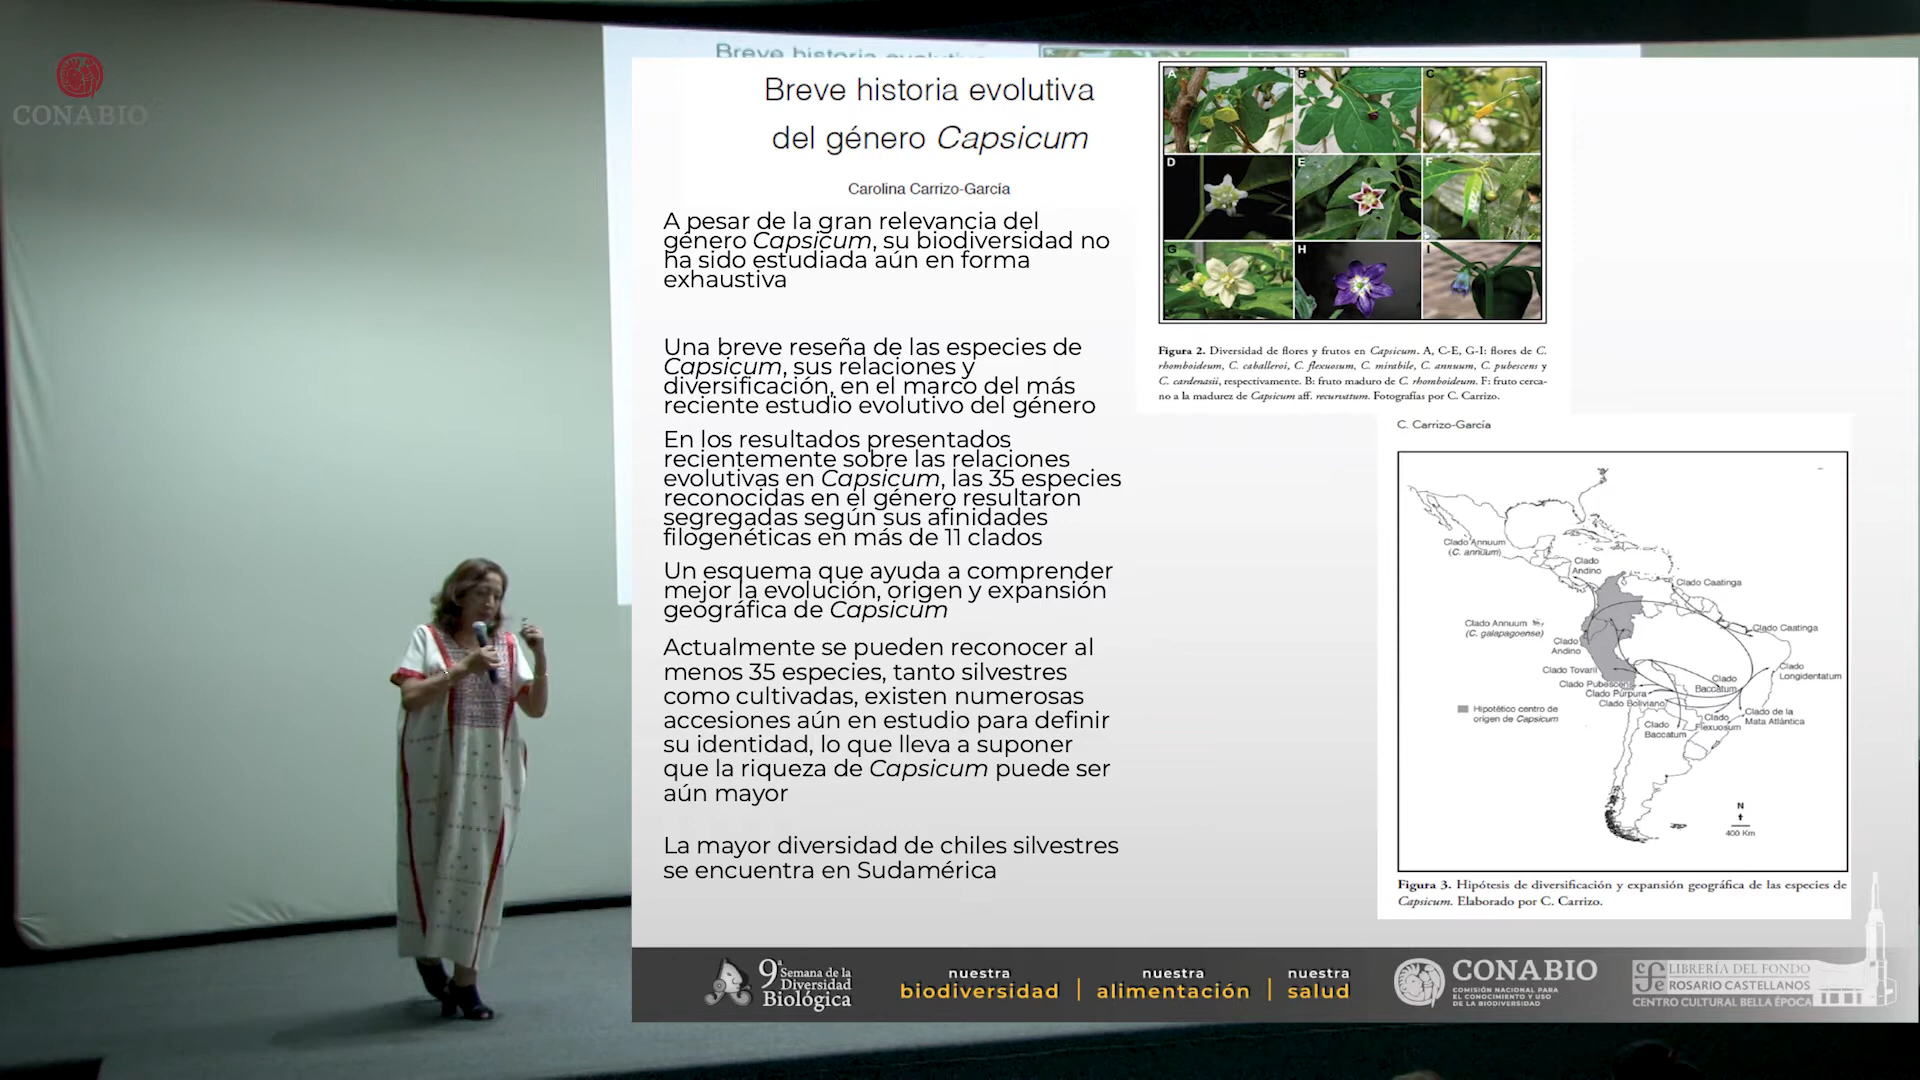 CONABIO
Breve historia evolutiva
Breve historia evolutiva
del género Capsicum
Carolina Carrizo-García
A pesar de la gran relevancia del
género Capsicum, su biodiversidad no
ha sido estudiada aún en forma
exhaustiva
Una breve reseña de las especies de
Capsicum, sus relaciones y
diversificación, en el marco del más
reciente estudio evolutivo del género
En los resultados presentados
recientemente sobre las relaciones
evolutivas en Capsicum, las 35 especies
reconocidas en el género resultaron
segregadas según sus afinidades
filogenéticas en más de 11 clados
Un esquema que ayuda a comprender
mejor la evolución, origen y expansión
geográfica de Capsicum
Actualmente se pueden reconocer al
menos 35 especies, tanto silvestres
como cultivadas, existen numerosas
accesiones aún en estudio para definir
su identidad, lo que lleva a suponer
que la riqueza de Capsicum puede ser
aún mayor
La mayor diversidad de chiles silvestres
se encuentra en Sudamérica
A
B
C
D
E
F
G
H
I
Figura 2. Diversidad de flores y frutos en Capsicum. A, C-E, G-I: flores de C.
rhomboideum, C. caballeroi, C. flexuosum, C. mirabile, C. annuum, C. pubescens y
C. cardenasii, respectivamente. B: fruto maduro de C. rhomboideum. F: fruto cerca-
no a la madurez de Capsicum aff. recurvatum. Fotografías por C. Carrizo.
C. Carrizo-García
Clado Annuum
(C. annuum)
Clado
Andino
Clado Caatinga
Clado Annuum
(C. galapagoense)
Clado Caatinga
Clado
Andino
Clado Tovarii
Clado
Longidentatum
Clado Pubescens
Clado
Baccatum
Clado Púrpura
Clado Boliviano
Hipotético centro de
origen de Capsicum
Clado de la
Mata Atlántica
Clado
Flexuosum
Clado
Baccatum
N
400 Km
Figura 3. Hipótesis de diversificación y expansión geográfica de las especies de
Capsicum. Elaborado por C. Carrizo.
9a Semana de la
Diversidad
Biológica
nuestra
biodiversidad
nuestra
alimentación
nuestra
salud
CONABIO
COMISIÓN NACIONAL PARA
EL CONOCIMIENTO Y USO
DE LA BIODIVERSIDAD
fce
LIBRERÍA DEL FONDO
ROSARIO CASTELLANOS
CENTRO CULTURAL BELLA ÉPOCA